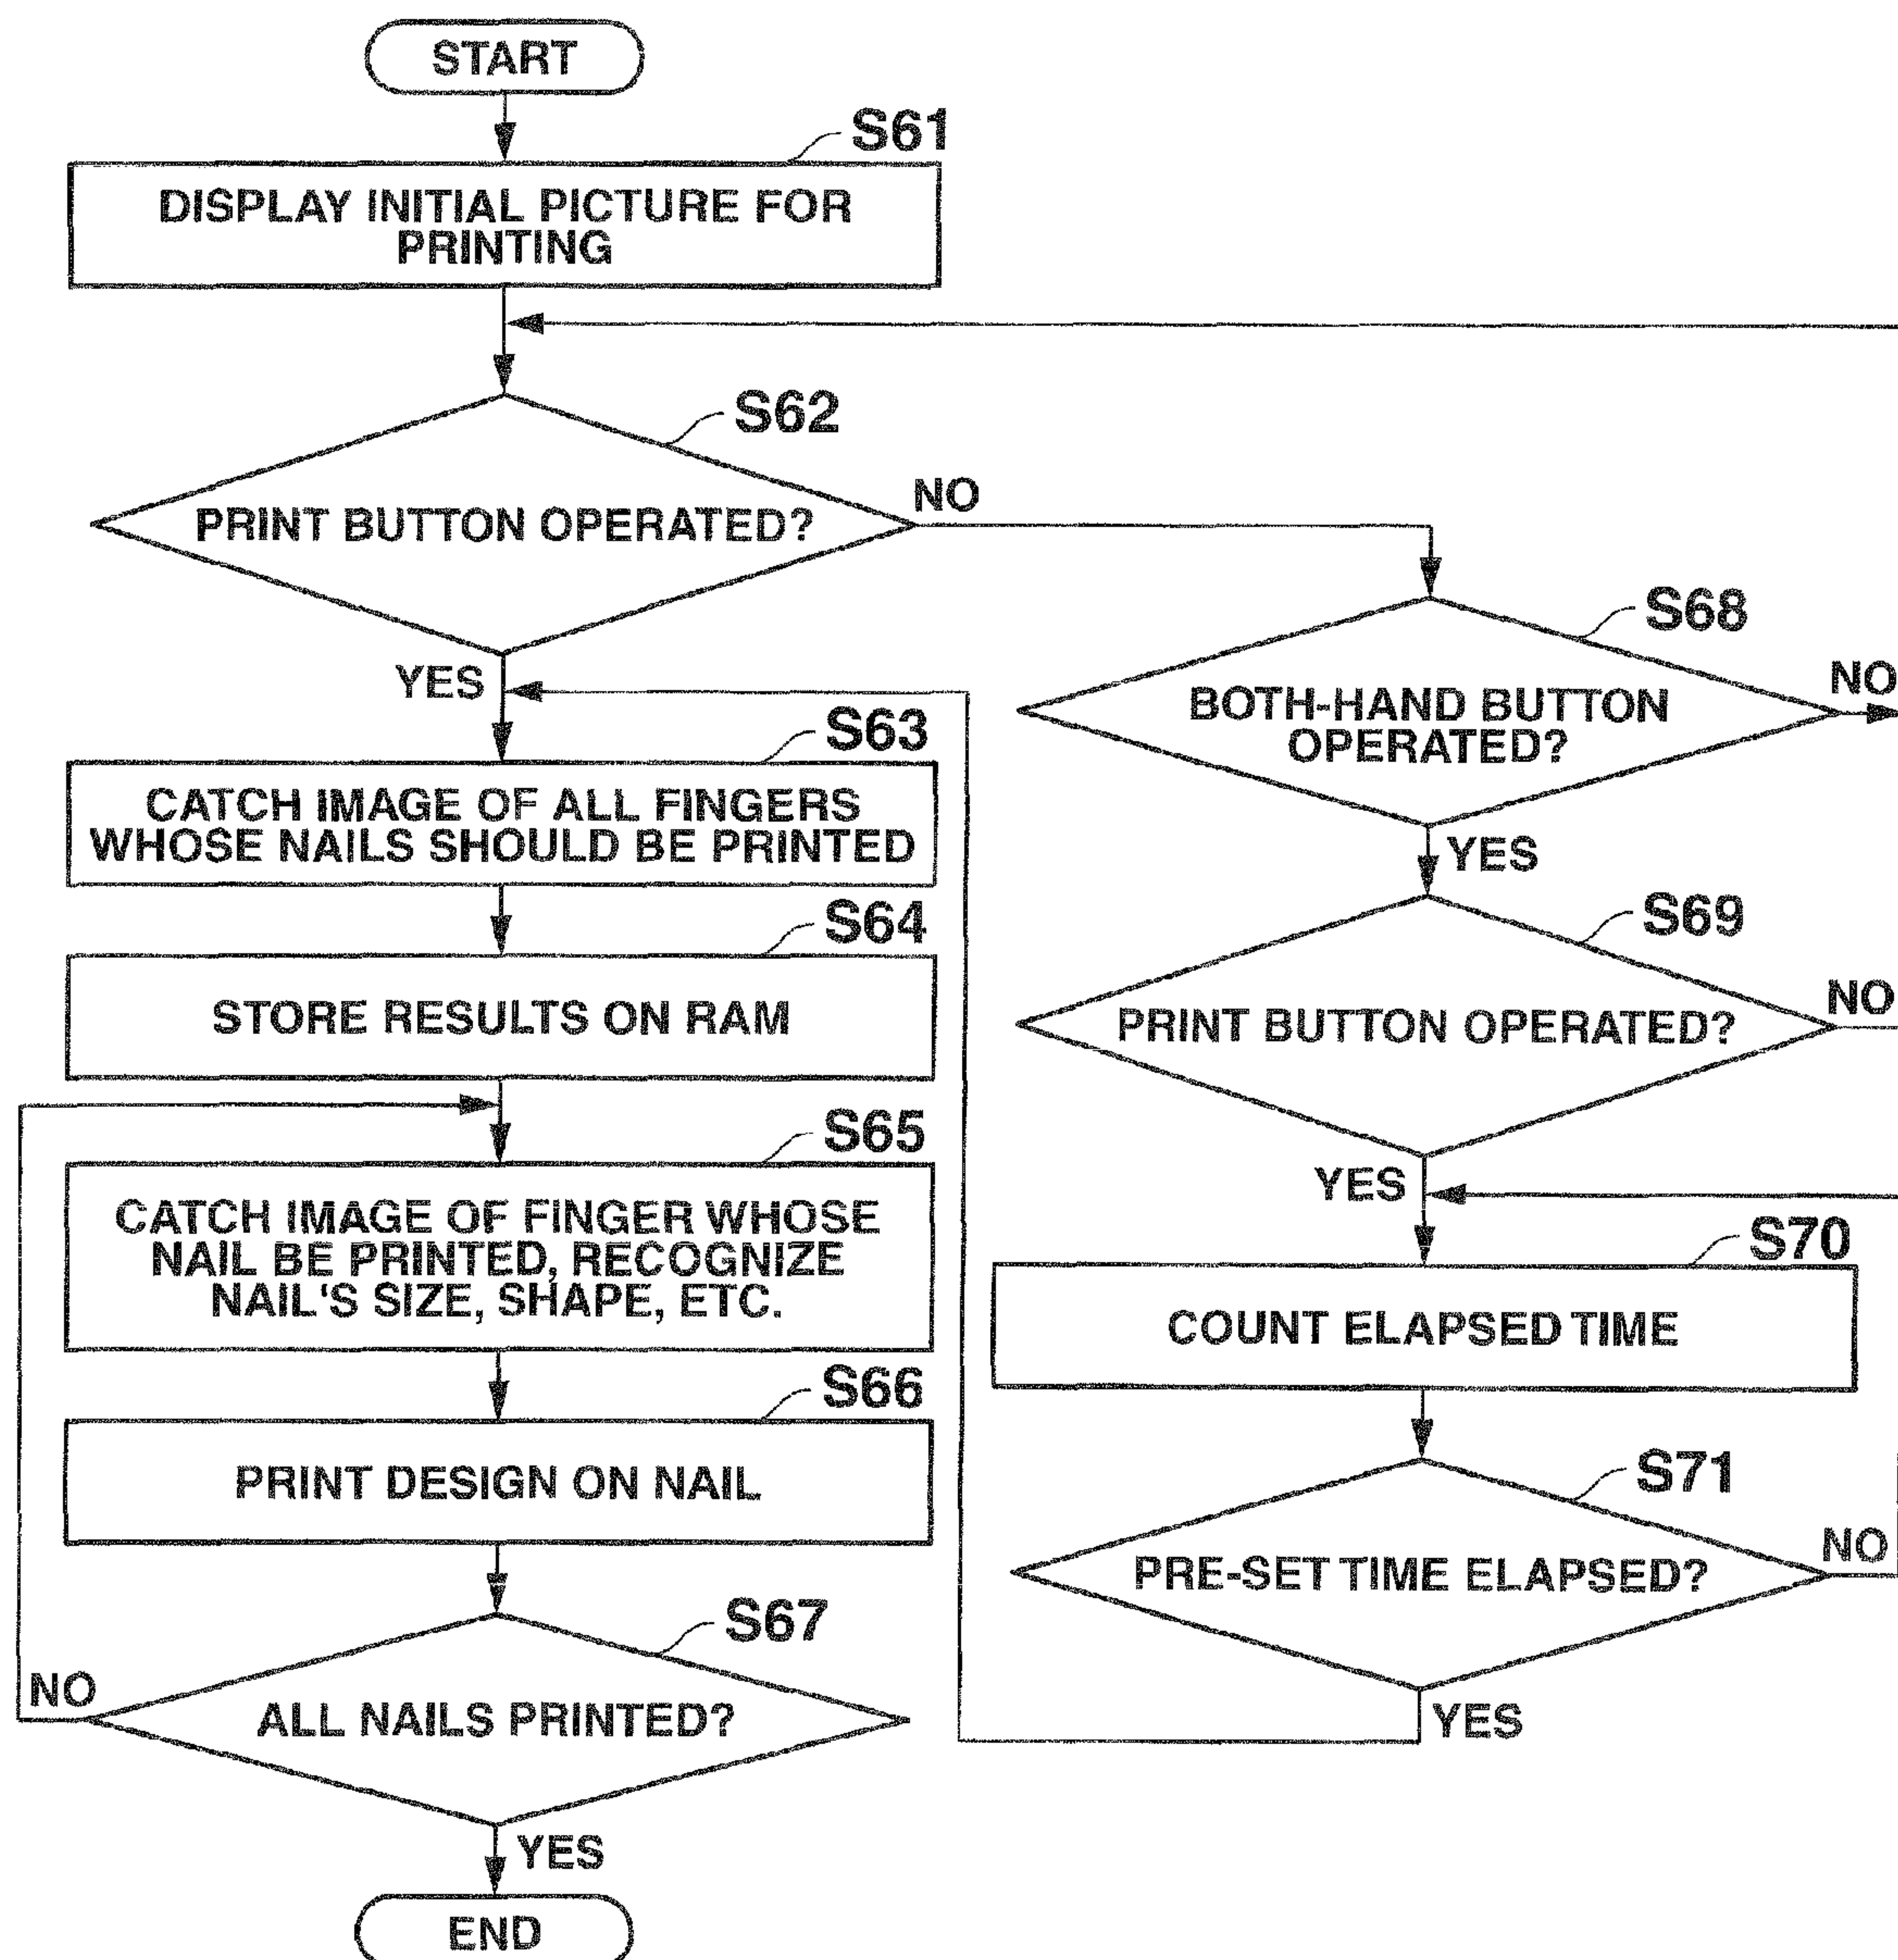 START
S61
DISPLAY INITIAL PICTURE FOR
PRINTING
S62
PRINT BUTTON OPERATED?
NO
YES
S63
CATCH IMAGE OF ALL FINGERS
WHOSE NAILS SHOULD BE PRINTED
S64
STORE RESULTS ON RAM
S65
CATCH IMAGE OF FINGER WHOSE
NAIL BE PRINTED, RECOGNIZE
NAIL'S SIZE, SHAPE, ETC.
S66
PRINT DESIGN ON NAIL
S67
ALL NAILS PRINTED?
NO
YES
END
S68
BOTH-HAND BUTTON
OPERATED?
NO
YES
S69
PRINT BUTTON OPERATED?
NO
YES
S70
COUNT ELAPSED TIME
S71
PRE-SET TIME ELAPSED?
NO
YES